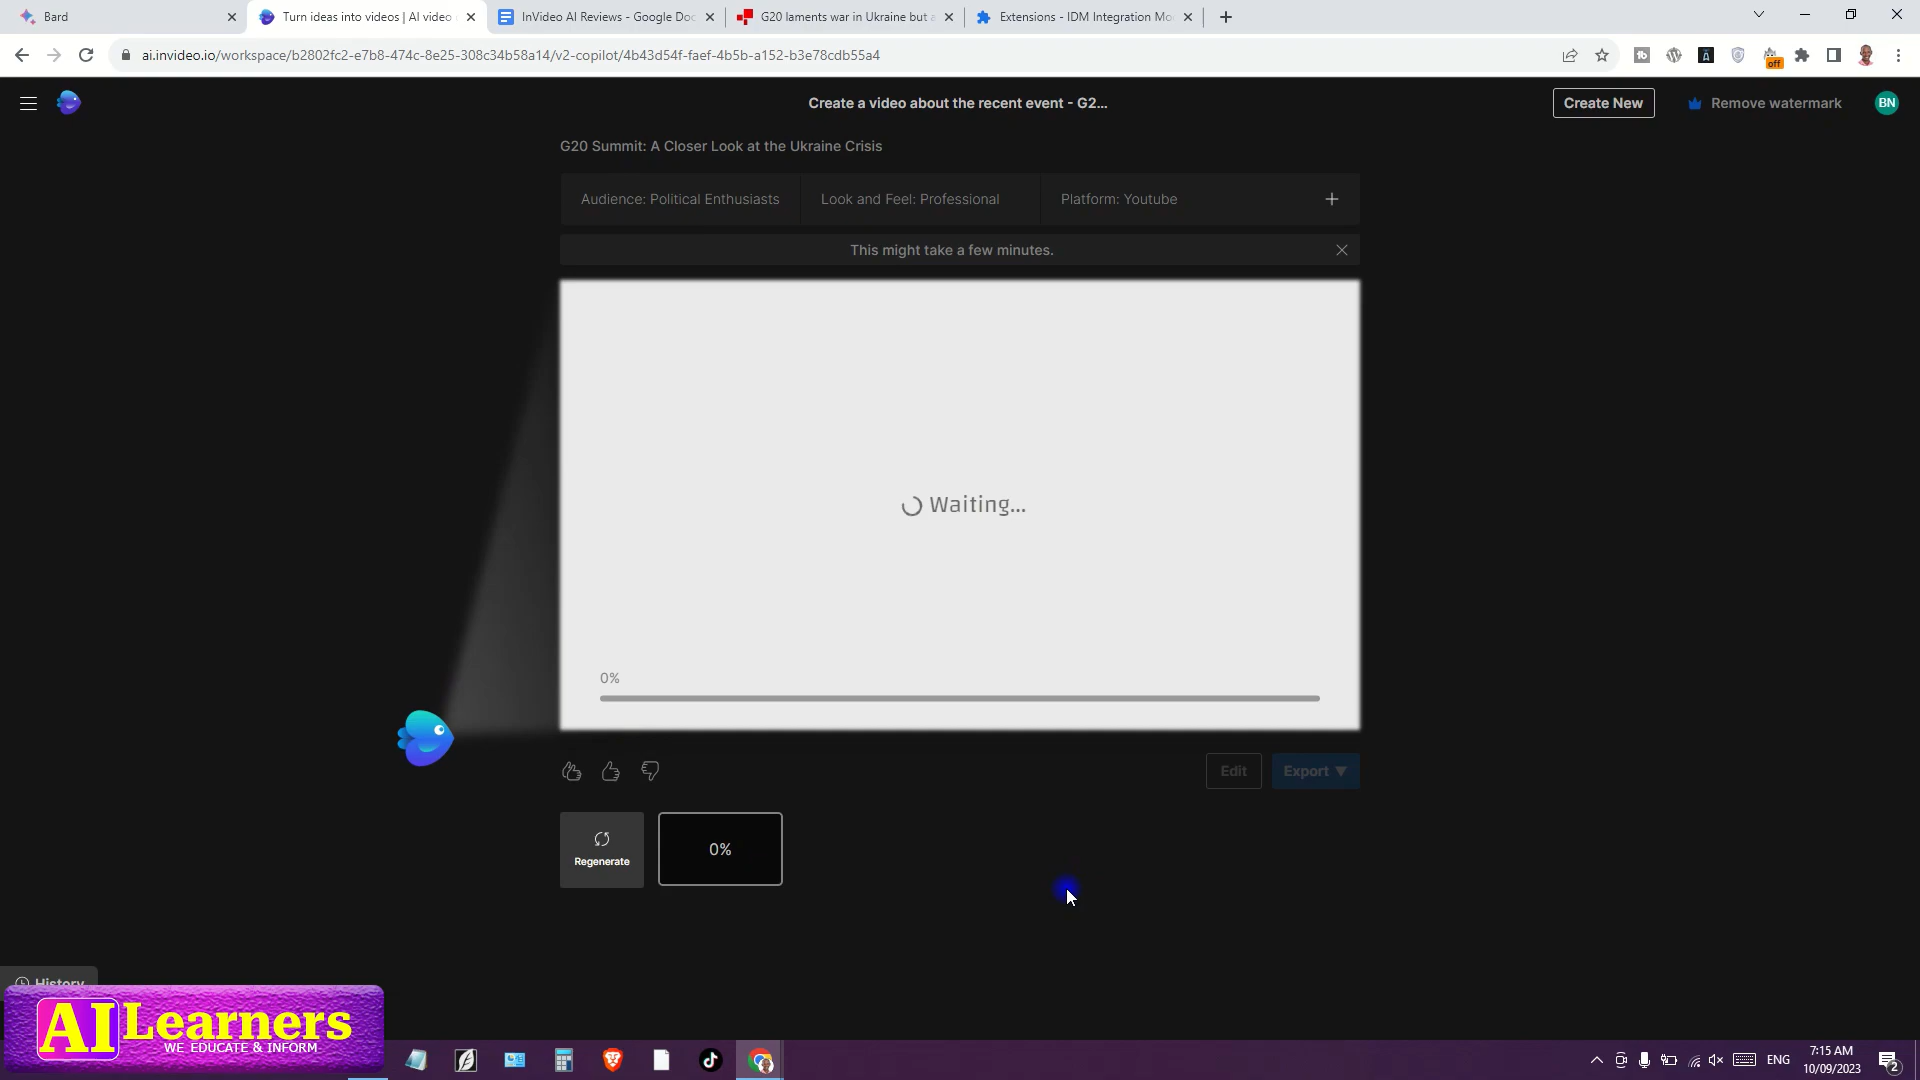 Bard
Turn ideas into videos | AI video
InVideo AI Reviews - Google Doc
G20 laments war in Ukraine but a
Extensions - IDM Integration Mo
ai.invideo.io/workspace/b2802fc2-e7b8-474c-8e25-308c34b58a14/v2-copilot/4b43d54f-faef-4b5b-a152-b3e78cdb55a4
off
Create a video about the recent event - G2...
Create New
Remove watermark
BN
G20 Summit: A Closer Look at the Ukraine Crisis
Audience: Political Enthusiasts
Look and Feel: Professional
Platform: Youtube
This might take a few minutes.
Waiting...
0%
Edit
Export
Regenerate
0%
History
AI Learners
WE EDUCATE & INFORM
ENG
7:15 AM
10/09/2023
2